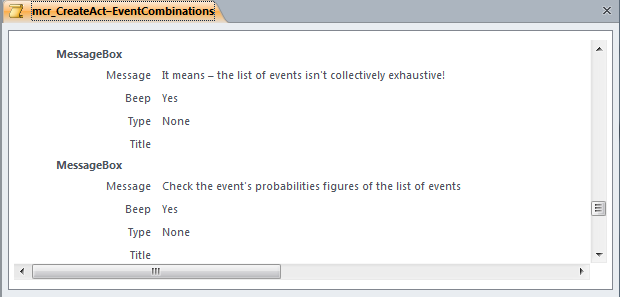 mcr_CreateAct–EventCombinations
MessageBox
Message It means – the list of events isn't collectively exhaustive!
Beep Yes
Type None
Title
MessageBox
Message Check the event's probabilities figures of the list of events
Beep Yes
Type None
Title